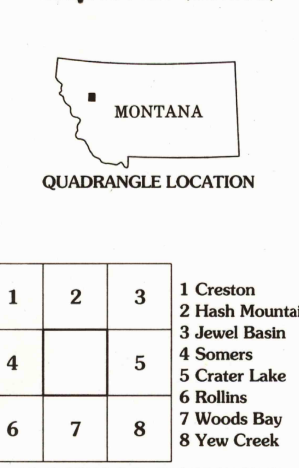 MONTANA
QUADRANGLE LOCATION
1 2 3
4 5
6 7 8
1 Creston
2 Hash Mountai
3 Jewel Basin
4 Somers
5 Crater Lake
6 Rollins
7 Woods Bay
8 Yew Creek